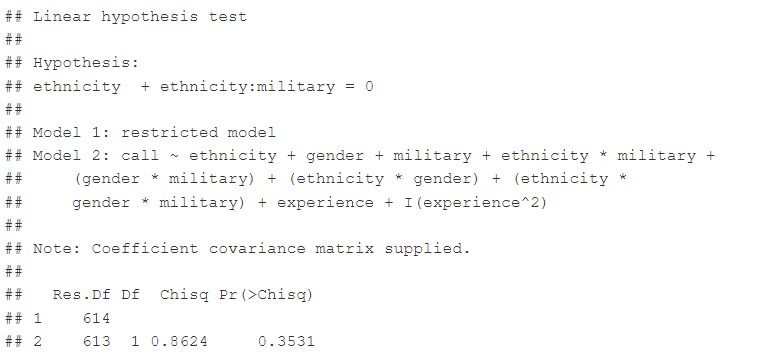 ## Linear hypothesis test
##
## Hypothesis:
## ethnicity  + ethnicity:military = 0
##
## Model 1: restricted model
## Model 2: call ~ ethnicity + gender + military + ethnicity * military +
##     (gender * military) + (ethnicity * gender) + (ethnicity *
##     gender * military) + experience + I(experience^2)
##
## Note: Coefficient covariance matrix supplied.
##
##   Res.Df Df  Chisq Pr(>Chisq)
## 1    614
## 2    613  1 0.8624     0.3531